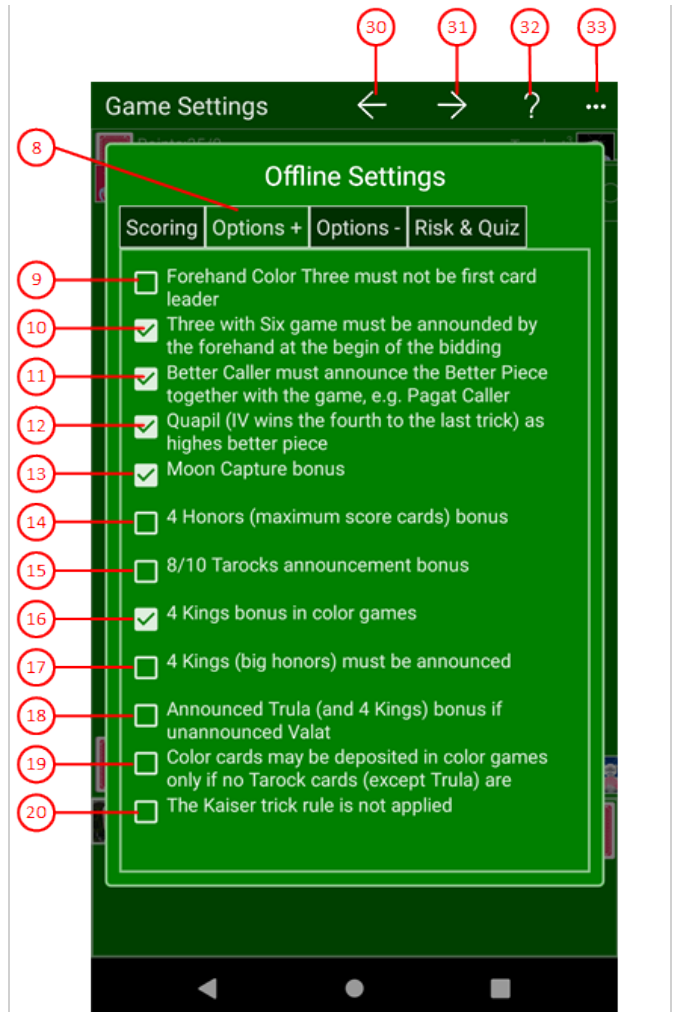 30 31 32 33
Game Settings ? ...
8
Offline Settings
Scoring Options + Options - Risk & Quiz
9 Forehand Color Three must not be first card
leader
10 Three with Six game must be announded by
the forehand at the begin of the bidding
11 Better Caller must announce the Better Piece
together with the game, e.g. Pagat Caller
12 Quapil (IV wins the fourth to the last trick) as
highes better piece
13 Moon Capture bonus
14 4 Honors (maximum score cards) bonus
15 8/10 Tarocks announcement bonus
16 4 Kings bonus in color games
17 4 Kings (big honors) must be announced
18 Announced Trula (and 4 Kings) bonus if
unannounced Valat
19 Color cards may be deposited in color games
only if no Tarock cards (except Trula) are
20 The Kaiser trick rule is not applied